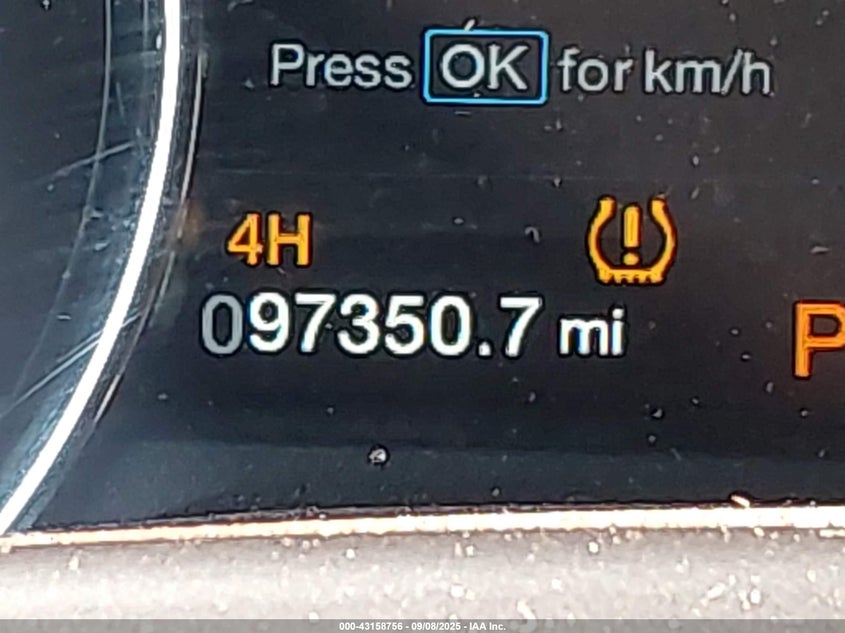 Press OK for km/h
4H
097350.7 mi
P
000-43158756 - 09/08/2025 - IAA Inc.